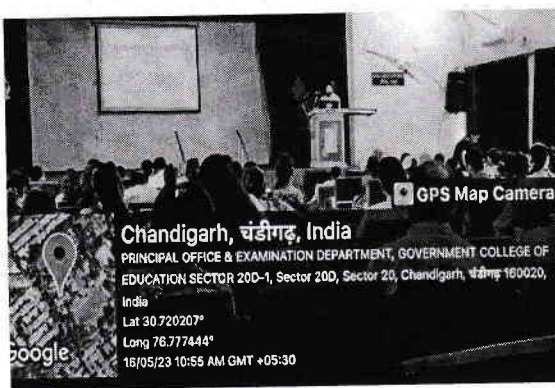 GPS Map Camera
Chandigarh, चंडीगढ़, India
PRINCIPAL OFFICE & EXAMINATION DEPARTMENT, GOVERNMENT COLLEGE OF
EDUCATION SECTOR 20D-1, Sector 20D, Sector 20, Chandigarh, चंडीगढ़ 160020,
India
Lat 30.720207°
Long 76.777444°
16/05/23 10:55 AM GMT +05:30
Google